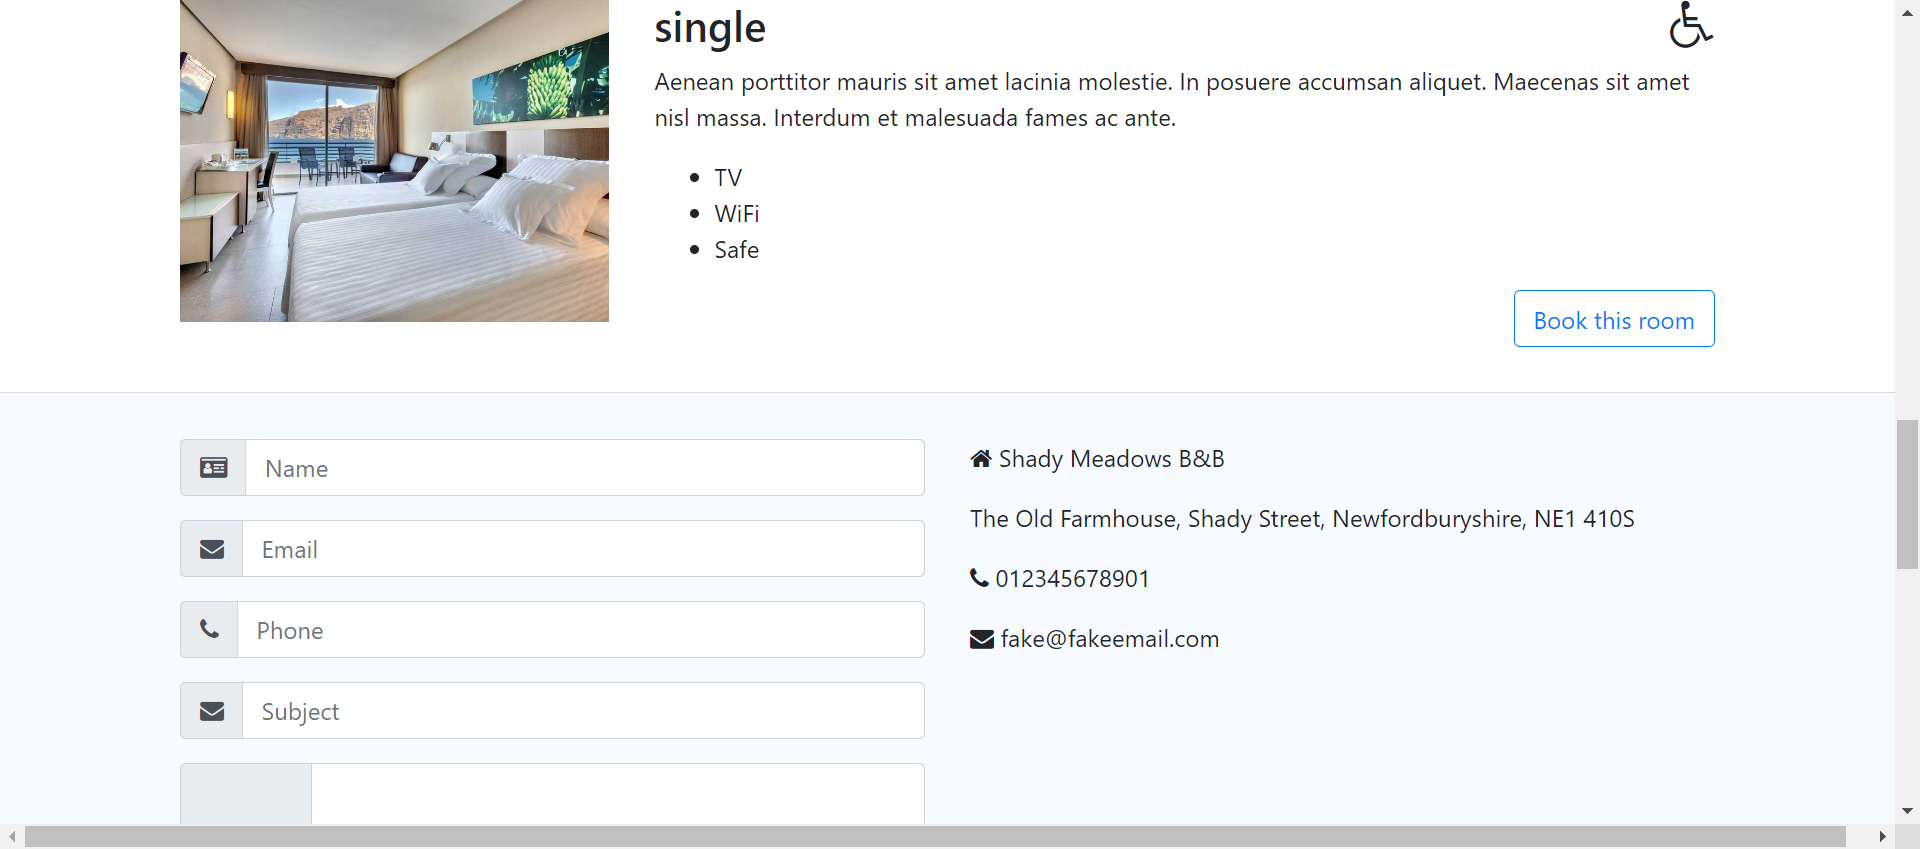 single
Aenean porttitor mauris sit amet lacinia molestie. In posuere accumsan aliquet. Maecenas sit amet
nisl massa. Interdum et malesuada fames ac ante.
TV
WiFi
Safe
Book this room
Name
Email
Phone
Subject
Shady Meadows B&B
The Old Farmhouse, Shady Street, Newfordburyshire, NE1 410S
012345678901
fake@fakeemail.com